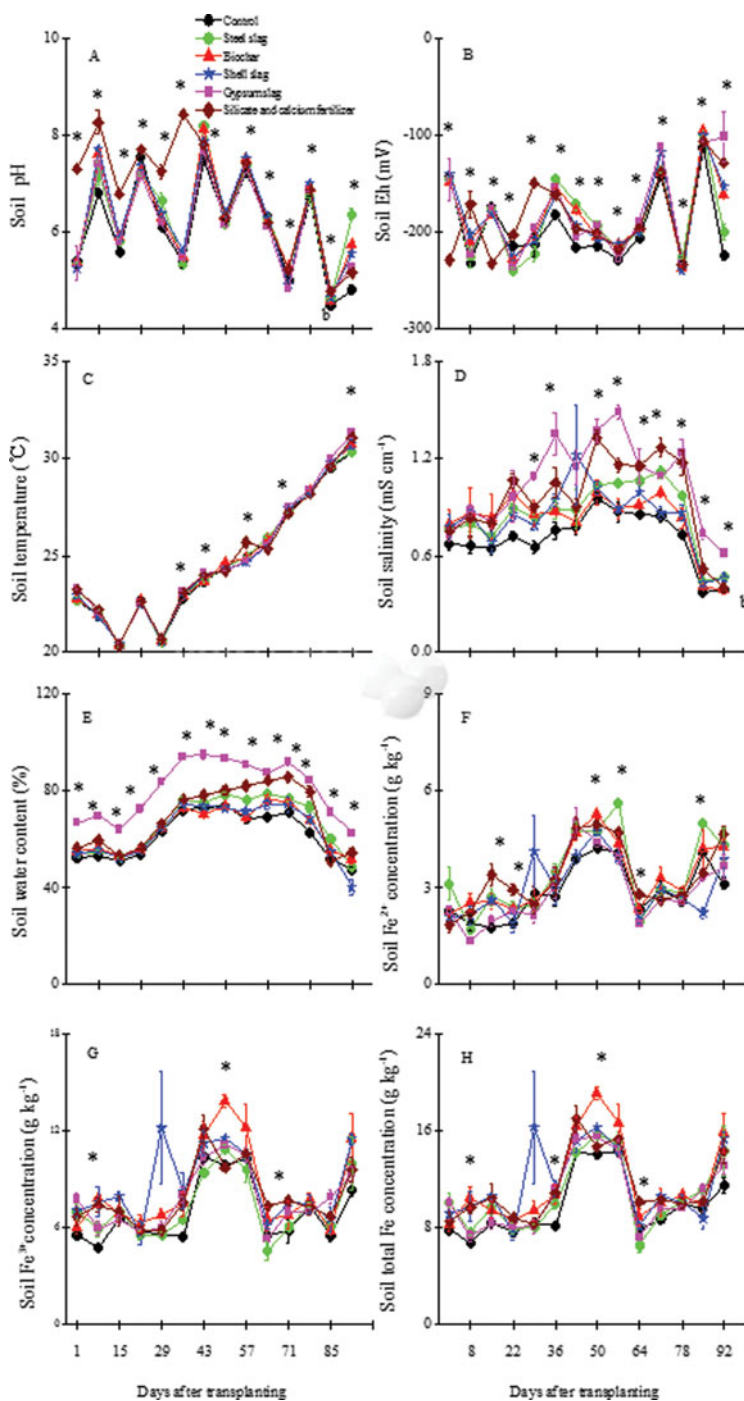 Control
Steel slag
Biochar
Shell slag
Gypsum slag
Silicate and calcium fertilizer
A
Soil pH
10
8
6
4
b
B
Soil Eh (mV)
-0
-100
-200
-300
C
Soil temperature (℃)
35
30
25
20
D
Soil salinity (mS cm⁻¹)
1.8
1.2
0.6
0.0
b
E
Soil water content (%)
120
80
40
0
F
Soil Fe²⁺ concentration (g kg⁻¹)
9
6
3
0
G
Soil Fe³⁺ concentration (g kg⁻¹)
18
12
6
0
1 15 29 43 57 71 85
Days after transplanting
H
Soil total Fe concentration (g kg⁻¹)
24
16
8
0
8 22 36 50 64 78 92
Days after transplanting